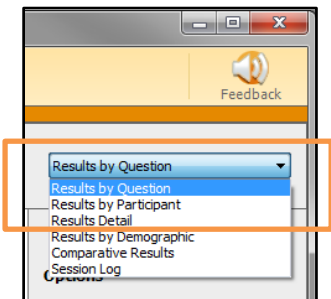 Feedback
Results by Question
Results by Question
Results by Participant
Results Detail
Results by Demographic
Comparative Results
Session Log
Options